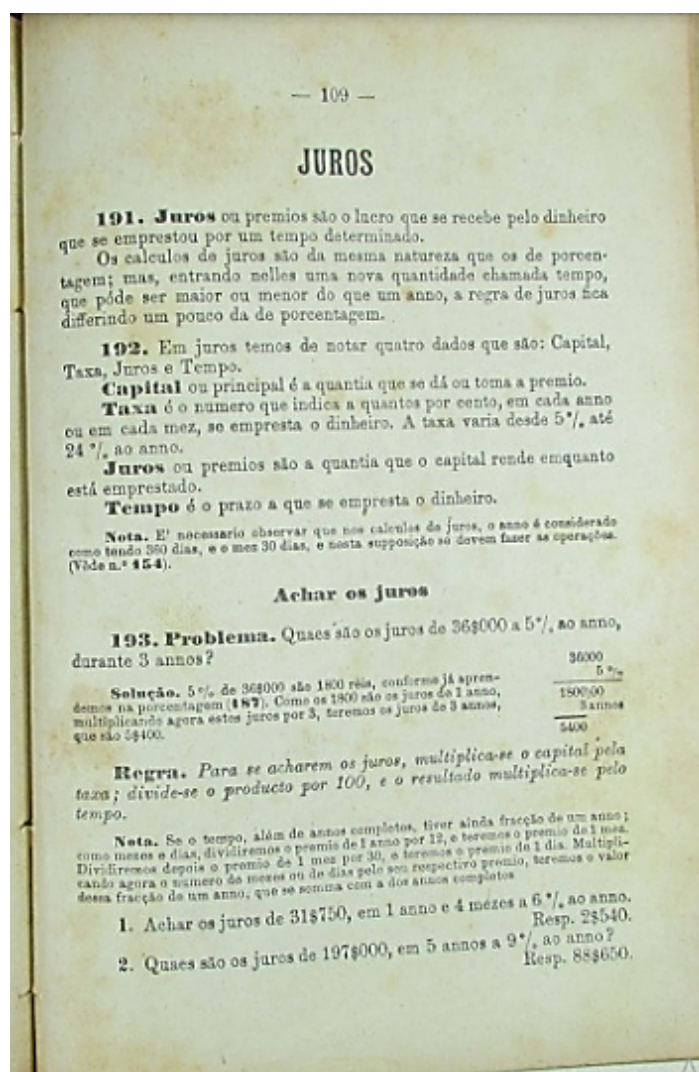 — 109 —
JUROS
191. Juros ou premios são o lucro que se recebe pelo dinheiro
que se emprestou por um tempo determinado.
Os calculos de juros são da mesma natureza que os de porcen-
tagem; mas, entrando nelles uma nova quantidade chamada tempo,
que póde ser maior ou menor do que um anno, a regra de juros fica
differindo um pouco da de porcentagem.
192. Em juros temos de notar quatro dados que são: Capital,
Taxa, Juros e Tempo.
Capital ou principal é a quantia que se dá ou toma a premio.
Taxa é o numero que indica a quantos por cento, em cada anno
ou em cada mez, se empresta o dinheiro. A taxa varia desde 5 % até
24 % ao anno.
Juros ou premios são a quantia que o capital rende emquanto
está emprestado.
Tempo é o prazo a que se empresta o dinheiro.
Nota. E' necessario observar que nos calculos de juros, o anno é considerado
como tendo 360 dias, e o mez 30 dias, e nesta supposição se devem fazer as operações.
(Vêde n.º 154).
Achar os juros
193. Problema. Quaes são os juros de 36$000 a 5 % ao anno,
durante 3 annos?
Solução. 5 % de 36$000 são 1800 réis, conforme já apren-
demos na porcentagem (187). Como os 1800 são os juros de 1 anno,
multiplicando agora estes juros por 3, teremos os juros de 3 annos,
que são 5$400.
36000
5 %
1800|00
3 annos
5400
Regra. Para se acharem os juros, multiplica-se o capital pela
taxa; divide-se o producto por 100, e o resultado multiplica-se pelo
tempo.
Nota. Se o tempo, além de annos completos, tiver ainda fracção de um anno;
como mezes e dias, dividiremos o premio de 1 anno por 12, e teremos o premio de 1 mez.
Dividiremos depois o premio de 1 mez por 30, e teremos o premio de 1 dia. Multipli-
cando agora o numero de mezes ou de dias pelo seu respectivo premio, teremos o valor
dessa fracção de um anno, que se somma com a dos annos completos
1. Achar os juros de 31$750, em 1 anno e 4 mezes a 6 % ao anno.
Resp. 2$540.
2. Quaes são os juros de 197$000, em 5 annos a 9 % ao anno?
Resp. 88$650.